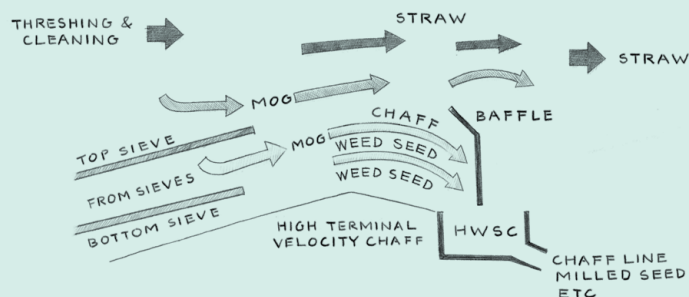 THRESHING &
CLEANING
STRAW
STRAW
MOG
CHAFF
BAFFLE
TOP SIEVE
MOG
WEED SEED
FROM SIEVES
WEED SEED
BOTTOM SIEVE
HIGH TERMINAL
VELOCITY CHAFF
HWSC
CHAFF LINE
MILLED SEED
ETC